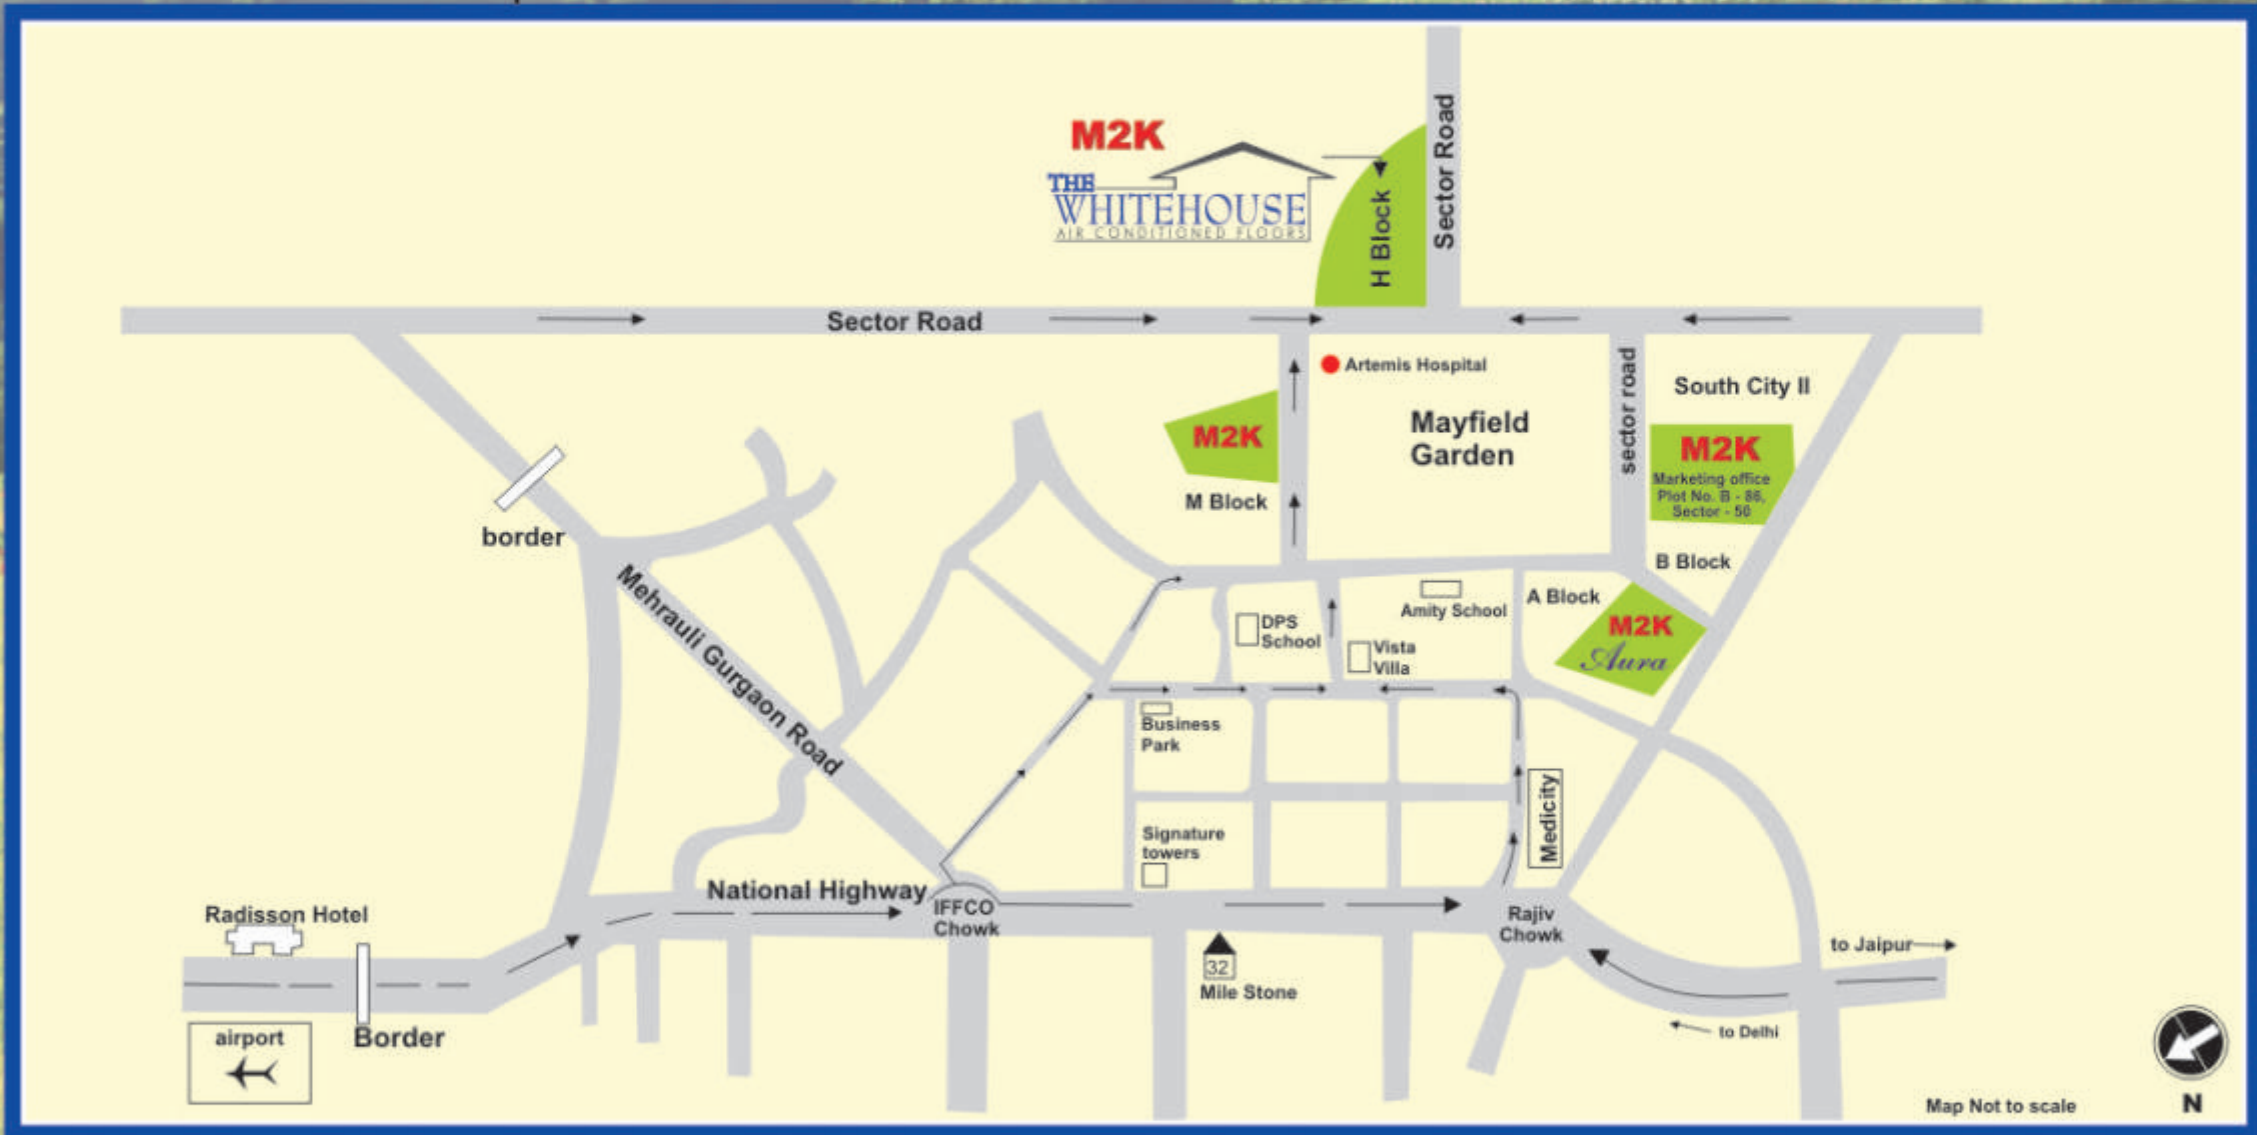 M2K
THE
WHITEHOUSE
AIR CONDITIONED FLOORS
H Block
Sector Road
Sector Road
Artemis Hospital
Mayfield
Garden
sector road
South City II
M2K
Marketing office
Plot No. B - 86,
Sector - 50
B Block
M2K
M Block
border
Mehrauli Gurgaon Road
DPS
School
Vista
Villa
Amity School
A Block
M2K
Aura
Business
Park
Signature
towers
Medicity
National Highway
IFFCO
Chowk
Rajiv
Chowk
Radisson Hotel
Border
airport
32
Mile Stone
to Jaipur
to Delhi
Map Not to scale
N